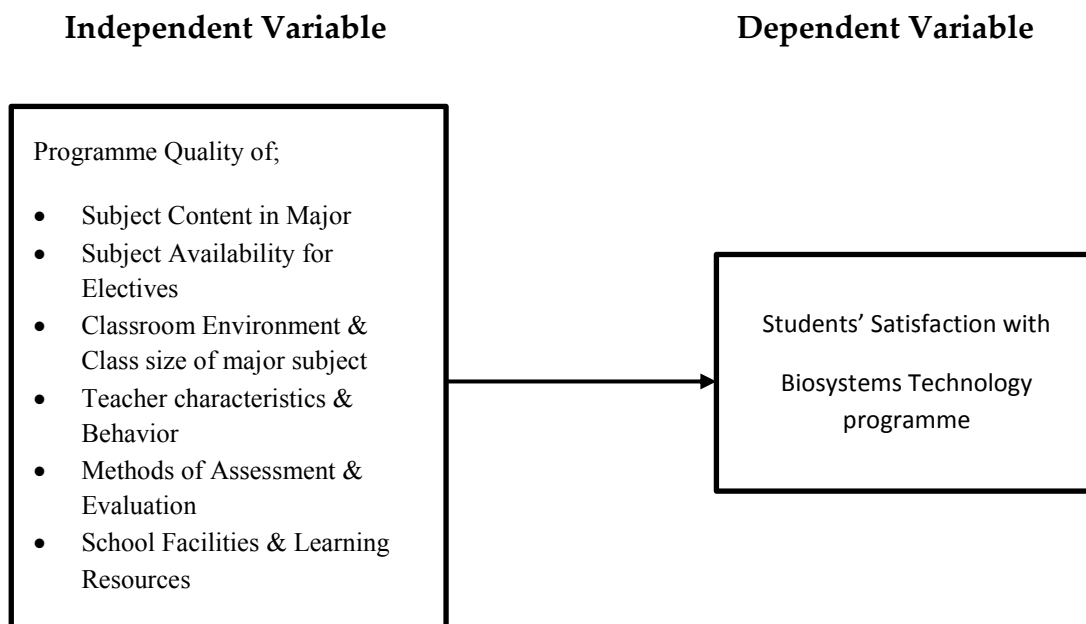 Independent Variable
Dependent Variable
Programme Quality of;
• Subject Content in Major
• Subject Availability for
Electives
• Classroom Environment &
Class size of major subject
• Teacher characteristics &
Behavior
• Methods of Assessment &
Evaluation
• School Facilities & Learning
Resources
Students’ Satisfaction with
Biosystems Technology
programme